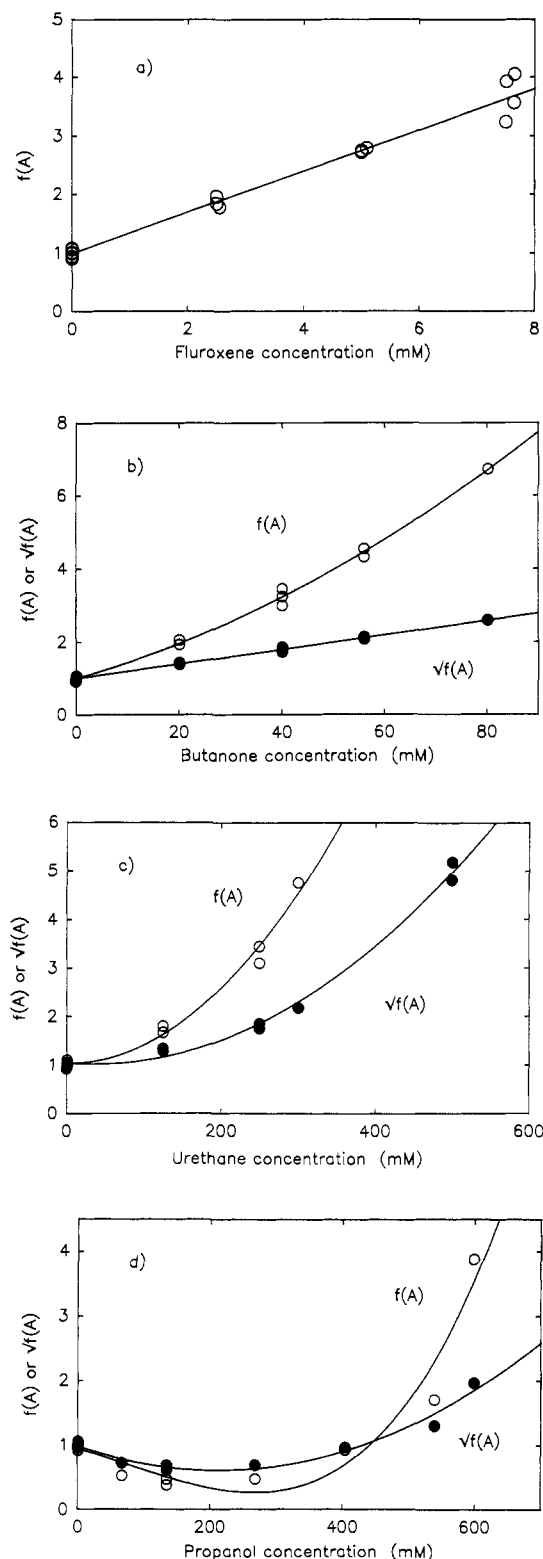 5
a)
4
3
f(A)
2
1
0
0 2 4 6 8
Fluroxene concentration (mM)
8
b)
6
f(A)
f(A) or √f(A)
4
2
√f(A)
0
0 20 40 60 80
Butanone concentration (mM)
6
c)
5
f(A)
4
f(A) or √f(A)
3
√f(A)
2
1
0
0 200 400 600
Urethane concentration (mM)
4
d)
f(A)
3
f(A) or √f(A)
2
√f(A)
1
0
0 200 400 600
Propanol concentration (mM)